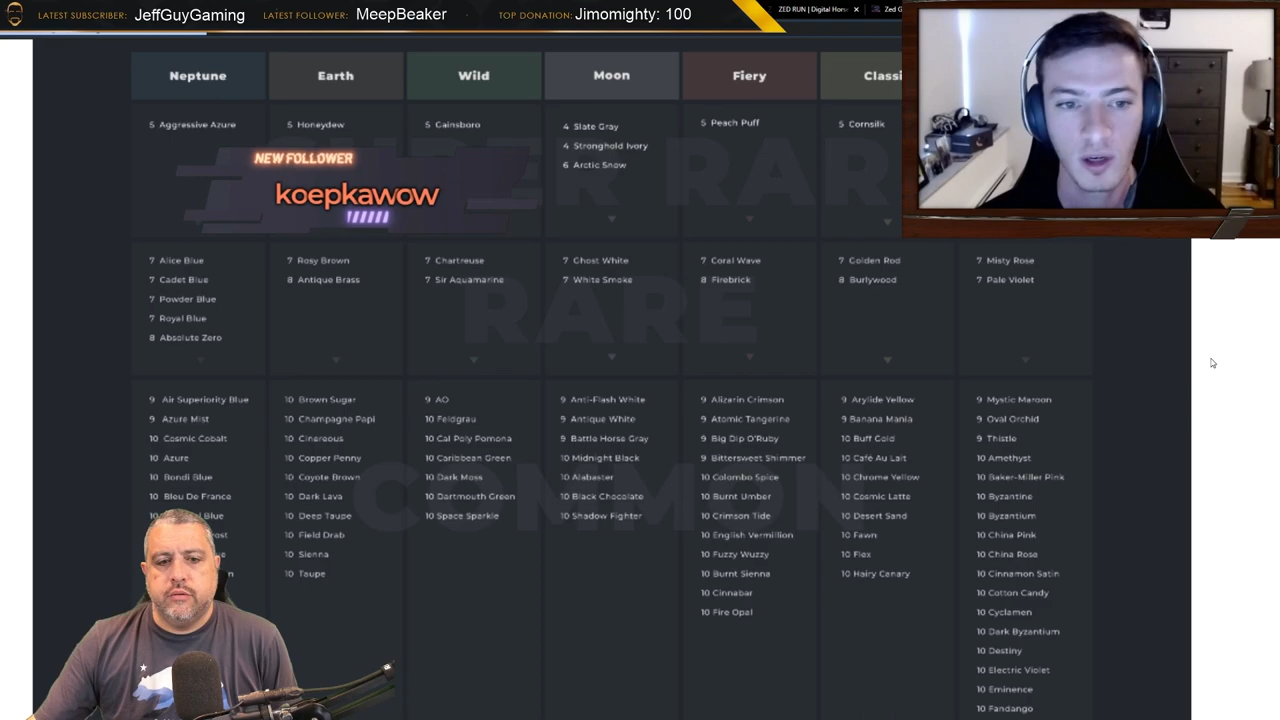 LATEST SUBSCRIBER: JeffGuyGaming LATEST FOLLOWER: MeepBeaker TOP DONATION: Jimomighty: 100
ZED RUN | Digital Hors × Zed G
Neptune Earth Wild Moon Fiery Classi
5 Aggressive Azure
5 Honeydew
5 Gainsboro
4 Slate Gray
4 Stronghold Ivory
6 Arctic Snow
5 Peach Puff
5 Cornsilk
NEW FOLLOWER
koepkawow
RARE
7 Alice Blue
7 Cadet Blue
7 Powder Blue
7 Royal Blue
8 Absolute Zero
7 Rosy Brown
8 Antique Brass
7 Chartreuse
7 Sir Aquamarine
7 Ghost White
7 White Smoke
7 Coral Wave
8 Firebrick
7 Golden Rod
8 Burlywood
7 Misty Rose
7 Pale Violet
RARE
9 Air Superiority Blue
9 Azure Mist
10 Cosmic Cobalt
10 Azure
10 Bondi Blue
10 Bleu De France
Blue
10 Brown Sugar
10 Champagne Papi
10 Cinereous
10 Copper Penny
10 Coyote Brown
10 Dark Lava
10 Deep Taupe
10 Field Drab
10 Sienna
10 Taupe
9 AO
10 Feldgrau
10 Cal Poly Pomona
10 Caribbean Green
10 Dark Moss
10 Dartmouth Green
10 Space Sparkle
9 Anti-Flash White
9 Antique White
9 Battle Horse Gray
10 Midnight Black
10 Alabaster
10 Black Chocolate
10 Shadow Fighter
9 Alizarin Crimson
9 Atomic Tangerine
9 Big Dip O'Ruby
9 Bittersweet Shimmer
10 Colombo Spice
10 Burnt Umber
10 Crimson Tide
10 English Vermillion
10 Fuzzy Wuzzy
10 Burnt Sienna
10 Cinnabar
10 Fire Opal
9 Arylide Yellow
9 Banana Mania
10 Buff Gold
10 Café Au Lait
10 Chrome Yellow
10 Cosmic Latte
10 Desert Sand
10 Fawn
10 Flax
10 Hairy Canary
9 Mystic Maroon
9 Oval Orchid
9 Thistle
10 Amethyst
10 Baker-Miller Pink
10 Byzantine
10 Byzantium
10 China Pink
10 China Rose
10 Cinnamon Satin
10 Cotton Candy
10 Cyclamen
10 Dark Byzantium
10 Destiny
10 Electric Violet
10 Eminence
10 Fandango
COMMON